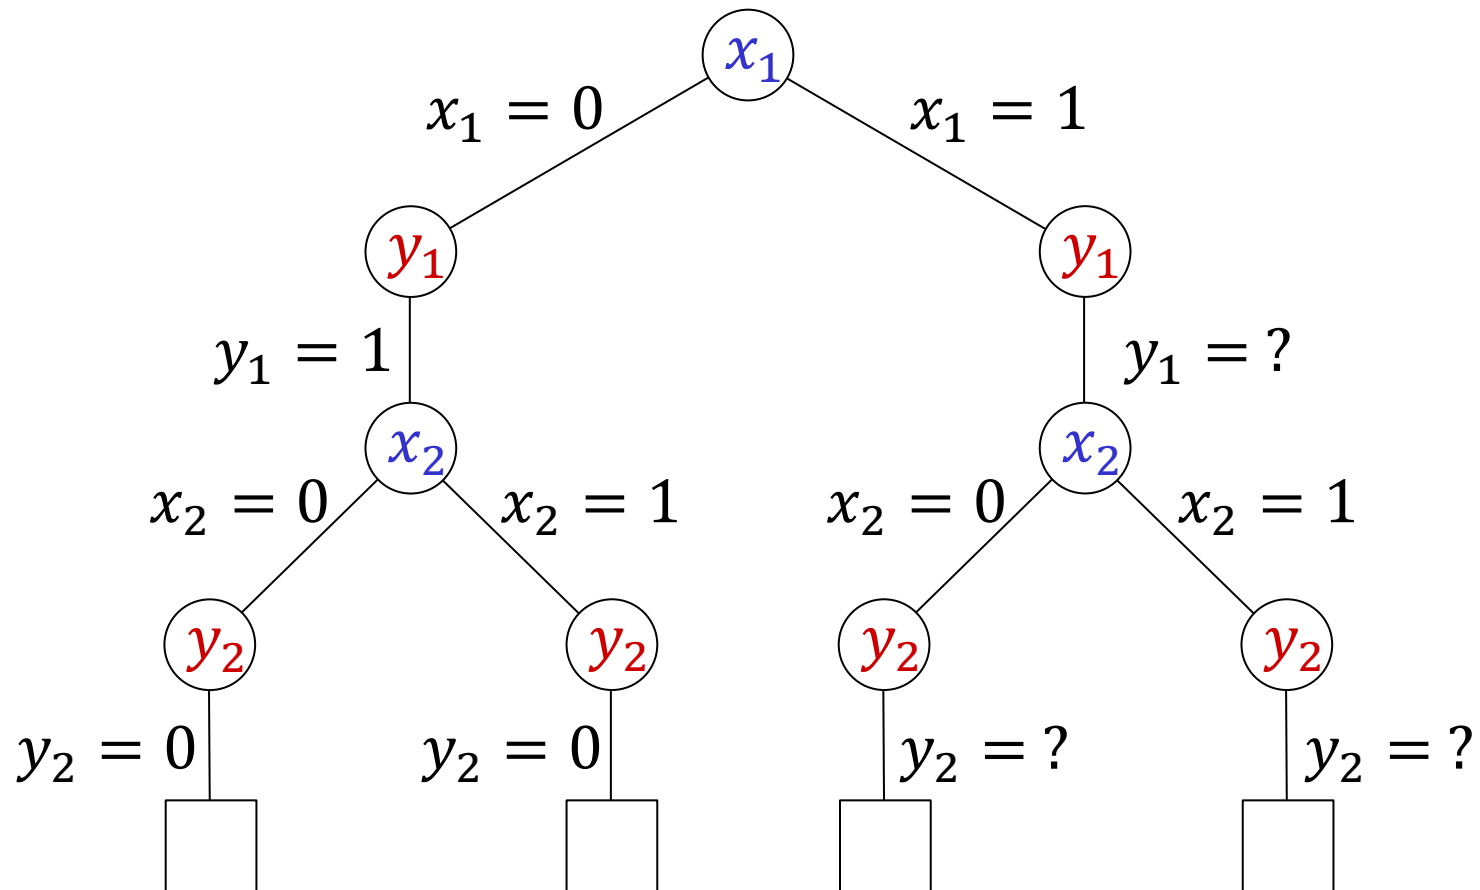 x₁
x₁ = 0 x₁ = 1
y₁ y₁
y₁ = 1 y₁ = ?
x₂ x₂
x₂ = 0 x₂ = 1 x₂ = 0 x₂ = 1
y₂ y₂ y₂ y₂
y₂ = 0 y₂ = 0 y₂ = ? y₂ = ?